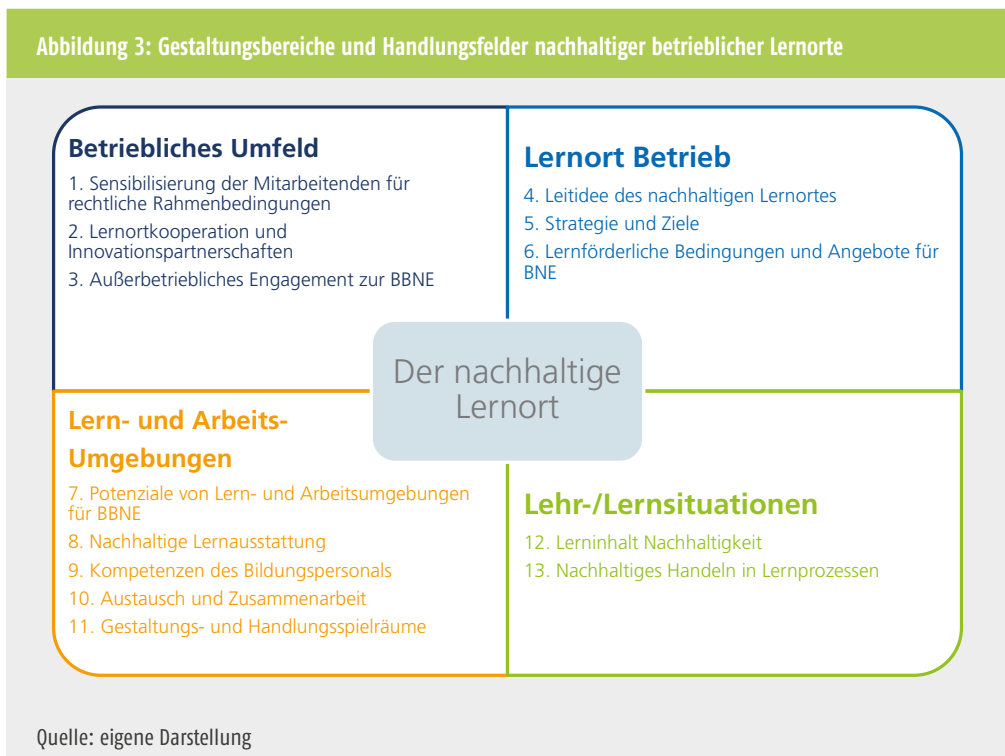 Abbildung 3: Gestaltungsbereiche und Handlungsfelder nachhaltiger betrieblicher Lernorte
Betriebliches Umfeld
1. Sensibilisierung der Mitarbeitenden für
rechtliche Rahmenbedingungen
2. Lernortkooperation und
Innovationspartnerschaften
3. Außerbetriebliches Engagement zur BBNE
Lernort Betrieb
4. Leitidee des nachhaltigen Lernortes
5. Strategie und Ziele
6. Lernförderliche Bedingungen und Angebote für
BNE
Der nachhaltige
Lernort
Lern- und Arbeits-
Umgebungen
7. Potenziale von Lern- und Arbeitsumgebungen
für BBNE
8. Nachhaltige Lernausstattung
9. Kompetenzen des Bildungspersonals
10. Austausch und Zusammenarbeit
11. Gestaltungs- und Handlungsspielräume
Lehr-/Lernsituationen
12. Lerninhalt Nachhaltigkeit
13. Nachhaltiges Handeln in Lernprozessen
Quelle: eigene Darstellung